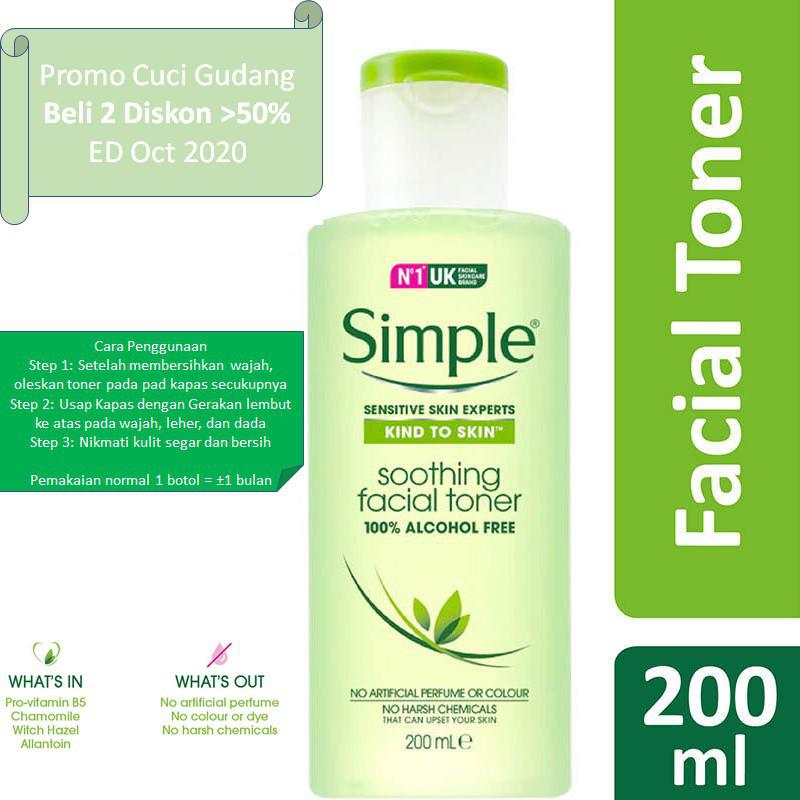 Promo Cuci Gudang
Beli 2 Diskon >50%
ED Oct 2020
N°1* UK FACIAL
SKINCARE
BRAND
Simple®
SENSITIVE SKIN EXPERTS
KIND TO SKIN™
soothing
facial toner
100% ALCOHOL FREE
NO ARTIFICIAL PERFUME OR COLOUR
NO HARSH CHEMICALS
THAT CAN UPSET YOUR SKIN
200 mL℮
Cara Penggunaan
Step 1: Setelah membersihkan wajah,
oleskan toner pada pad kapas secukupnya
Step 2: Usap Kapas dengan Gerakan lembut
ke atas pada wajah, leher, dan dada
Step 3: Nikmati kulit segar dan bersih
Pemakaian normal 1 botol = ±1 bulan
WHAT'S IN
Pro-vitamin B5
Chamomile
Witch Hazel
Allantoin
WHAT'S OUT
No artificial perfume
No colour or dye
No harsh chemicals
Facial Toner
200
ml